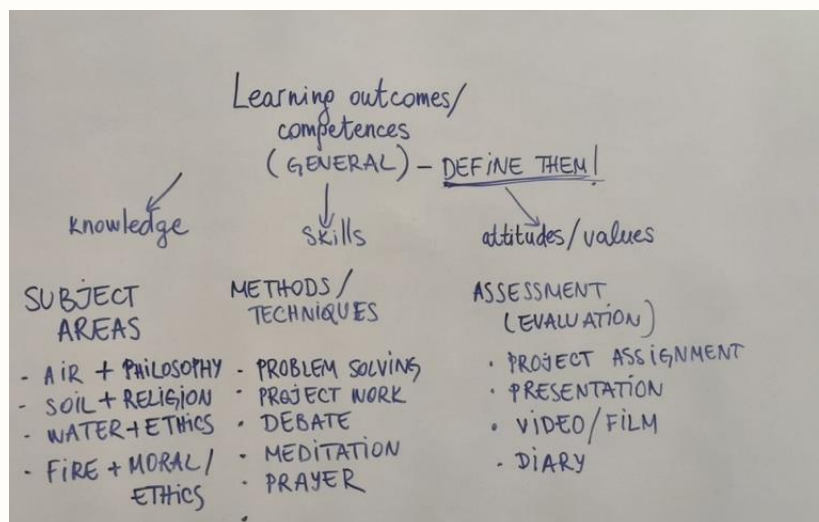 Learning outcomes/
competences
(GENERAL) - DEFINE THEM!
knowledge
skills
attitudes/values
SUBJECT
AREAS
- AIR + PHILOSOPHY
- SOIL + RELIGION
- WATER + ETHICS
- FIRE + MORAL/
ETHICS
METHODS/
TECHNIQUES
· PROBLEM SOLVING
· PROJECT WORK
· DEBATE
· MEDITATION
· PRAYER
·
ASSESSMENT
(EVALUATION)
· PROJECT ASSIGNMENT
· PRESENTATION
· VIDEO/FILM
- DIARY